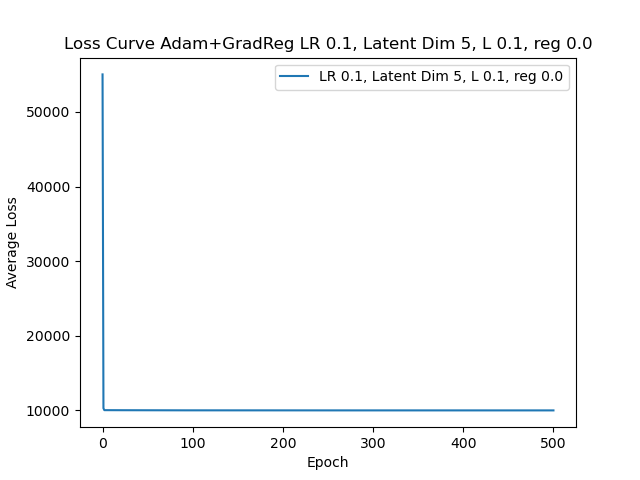 Loss Curve Adam+GradReg LR 0.1, Latent Dim 5, L 0.1, reg 0.0
LR 0.1, Latent Dim 5, L 0.1, reg 0.0
50000
40000
30000
20000
10000
Average Loss
0 100 200 300 400 500
Epoch